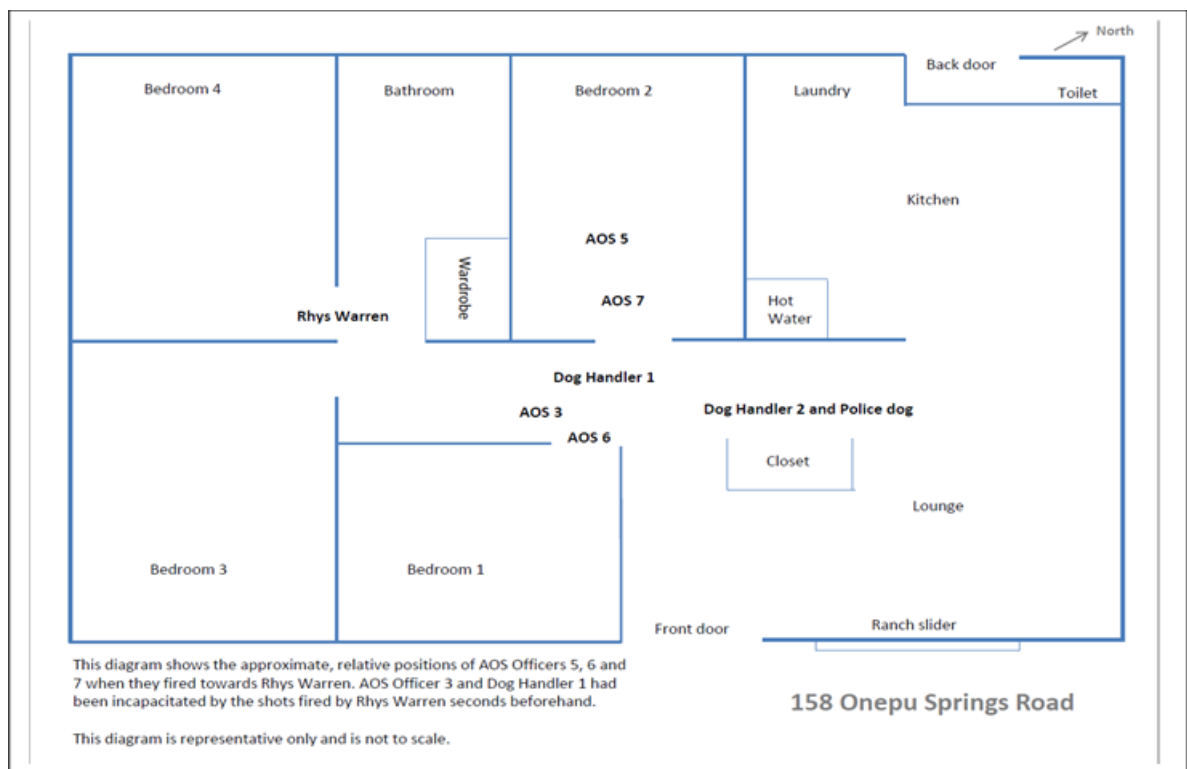 North
Back door
Bedroom 4
Bathroom
Bedroom 2
Laundry
Toilet
Kitchen
AOS 5
Wardrobe
AOS 7
Hot
Water
Rhys Warren
Dog Handler 1
AOS 3
Dog Handler 2 and Police dog
AOS 6
Closet
Lounge
Bedroom 3
Bedroom 1
Front door
Ranch slider
This diagram shows the approximate, relative positions of AOS Officers 5, 6 and
7 when they fired towards Rhys Warren. AOS Officer 3 and Dog Handler 1 had
been incapacitated by the shots fired by Rhys Warren seconds beforehand.
158 Onepu Springs Road
This diagram is representative only and is not to scale.